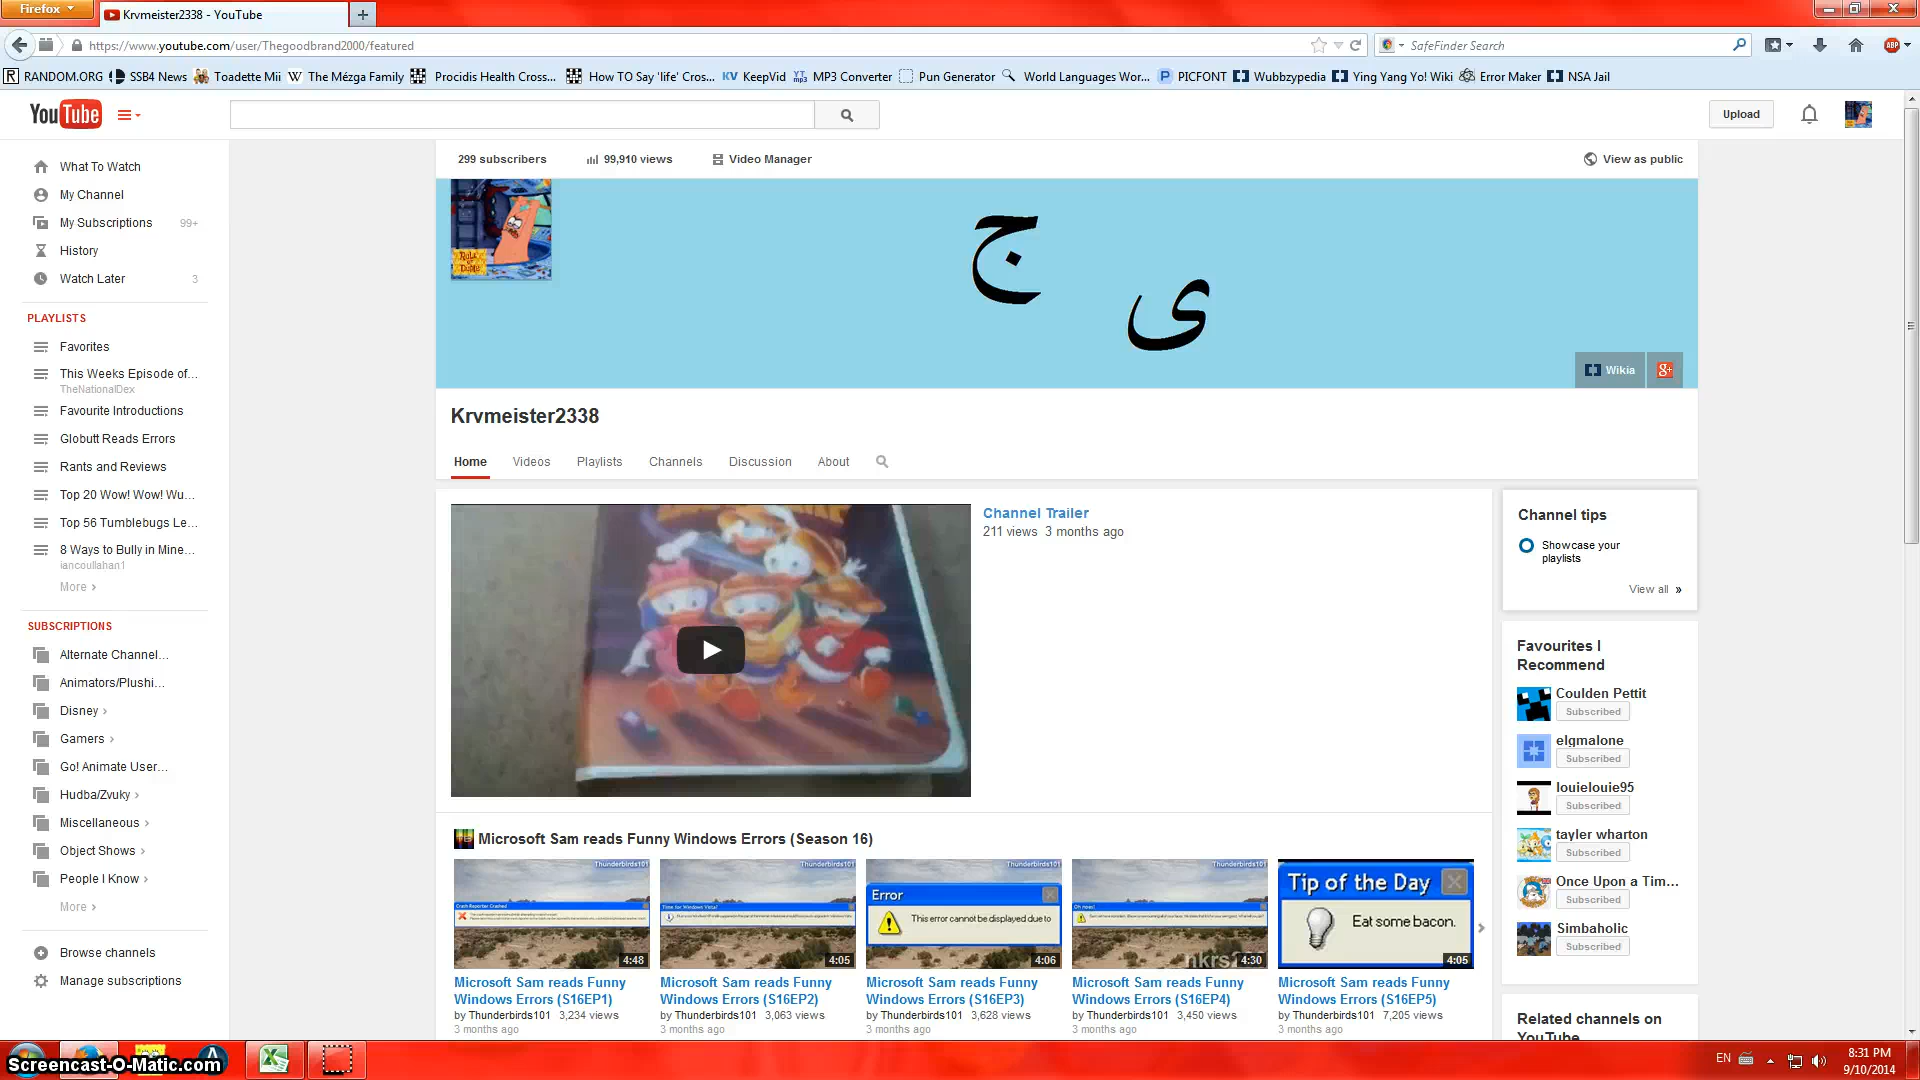 Firefox
Krvmeister2338 - YouTube
https://www.youtube.com/user/Thegoodbrand2000/featured
SafeFinder Search
ABP
RANDOM.ORG
SSB4 News
Toadette Mii
The Mézga Family
Procidis Health Cross...
How TO Say 'life' Cros...
KV KeepVid
YT mp3 MP3 Converter
Pun Generator
World Languages Wor...
PICFONT
Wubbzypedia
Ying Yang Yo! Wiki
Error Maker
NSA Jail
YouTube
Upload
What To Watch
My Channel
My Subscriptions 99+
History
Watch Later 3
PLAYLISTS
Favorites
This Weeks Episode of...
TheNationalDex
Favourite Introductions
Globutt Reads Errors
Rants and Reviews
Top 20 Wow! Wow! Wu...
Top 56 Tumblebugs Le...
8 Ways to Bully in Mine...
iancoullahan1
More ›
SUBSCRIPTIONS
Alternate Channel...
Animators/Plushi...
Disney ›
Gamers ›
Go! Animate User...
Hudba/Zvuky ›
Miscellaneous ›
Object Shows ›
People I Know ›
More ›
Browse channels
Manage subscriptions
299 subscribers
99,910 views
Video Manager
View as public
ج
ى
Wikia
g+
Krvmeister2338
Home
Videos
Playlists
Channels
Discussion
About
Channel Trailer
211 views 3 months ago
Microsoft Sam reads Funny Windows Errors (Season 16)
Thunderbirds101
4:48
Microsoft Sam reads Funny
Windows Errors (S16EP1)
by Thunderbirds101 3,234 views
3 months ago
Thunderbirds101
4:05
Microsoft Sam reads Funny
Windows Errors (S16EP2)
by Thunderbirds101 3,063 views
3 months ago
Thunderbirds101
Error
This error cannot be displayed due to
4:06
Microsoft Sam reads Funny
Windows Errors (S16EP3)
by Thunderbirds101 3,628 views
3 months ago
Thunderbirds101
4:30
Microsoft Sam reads Funny
Windows Errors (S16EP4)
by Thunderbirds101 3,450 views
3 months ago
Tip of the Day
Eat some bacon.
4:05
Microsoft Sam reads Funny
Windows Errors (S16EP5)
by Thunderbirds101 7,205 views
3 months ago
Channel tips
Showcase your
playlists
View all »
Favourites I
Recommend
Coulden Pettit
Subscribed
elgmalone
Subscribed
louielouie95
Subscribed
tayler wharton
Subscribed
Once Upon a Tim...
Subscribed
Simbaholic
Subscribed
Related channels on
YouTube
Screencast-O-Matic.com
EN
8:31 PM
9/10/2014